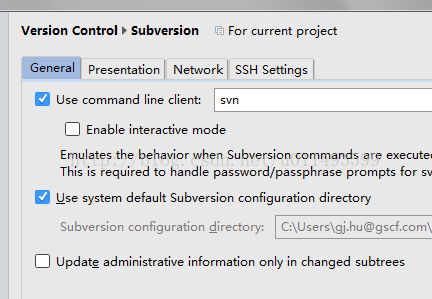 Version Control ▸ Subversion For current project
General Presentation Network SSH Settings
Use command line client: svn
Enable interactive mode
Emulates the behavior when Subversion commands are execute
This is required to handle password/passphrase prompts for sv
Use system default Subversion configuration directory
Subversion configuration directory: C:\Users\gj.hu@gscf.com\
Update administrative information only in changed subtrees